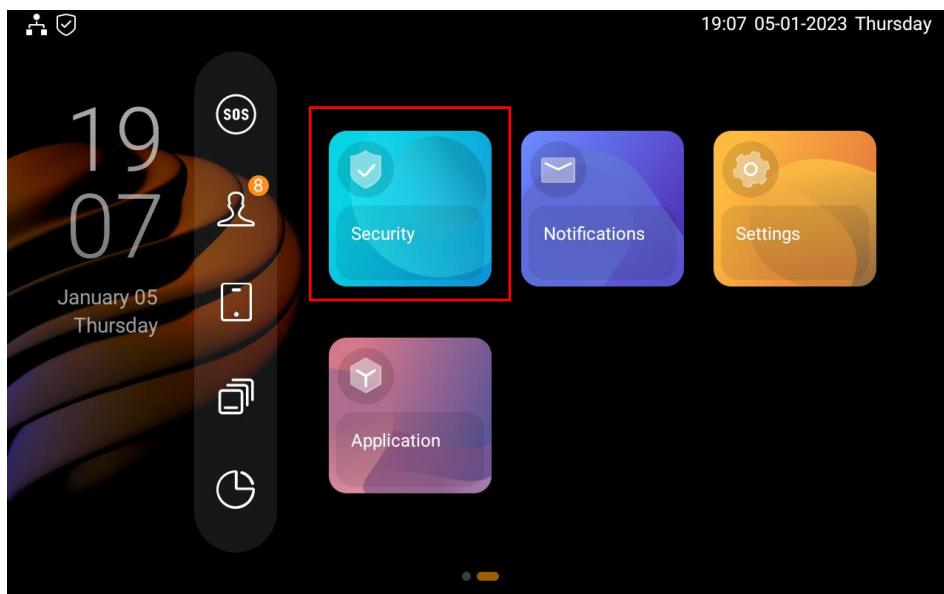 19:07 05-01-2023 Thursday
19
07
January 05
Thursday
SOS
8
Security
Notifications
Settings
Application